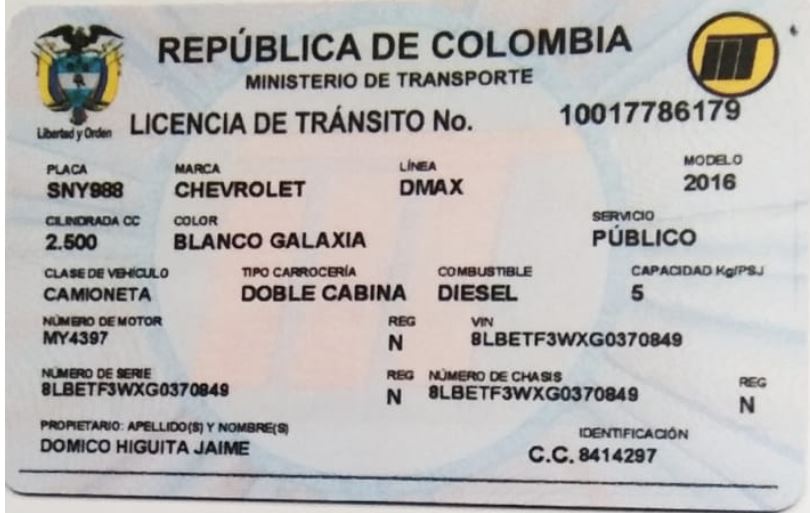 REPÚBLICA DE COLOMBIA
MINISTERIO DE TRANSPORTE
Libertad y Orden
LICENCIA DE TRÁNSITO No. 10017786179
PLACA MARCA LÍNEA MODELO
SNY988 CHEVROLET DMAX 2016
CILINDRADA CC COLOR SERVICIO
2.500 BLANCO GALAXIA PÚBLICO
CLASE DE VEHÍCULO TIPO CARROCERÍA COMBUSTIBLE CAPACIDAD Kg/PSJ
CAMIONETA DOBLE CABINA DIESEL 5
NÚMERO DE MOTOR REG VIN
MY4397 N 8LBETF3WXG0370849
NÚMERO DE SERIE REG NÚMERO DE CHASIS REG
8LBETF3WXG0370849 N 8LBETF3WXG0370849 N
PROPIETARIO: APELLIDO(S) Y NOMBRE(S) IDENTIFICACIÓN
DOMICO HIGUITA JAIME C.C. 8414297